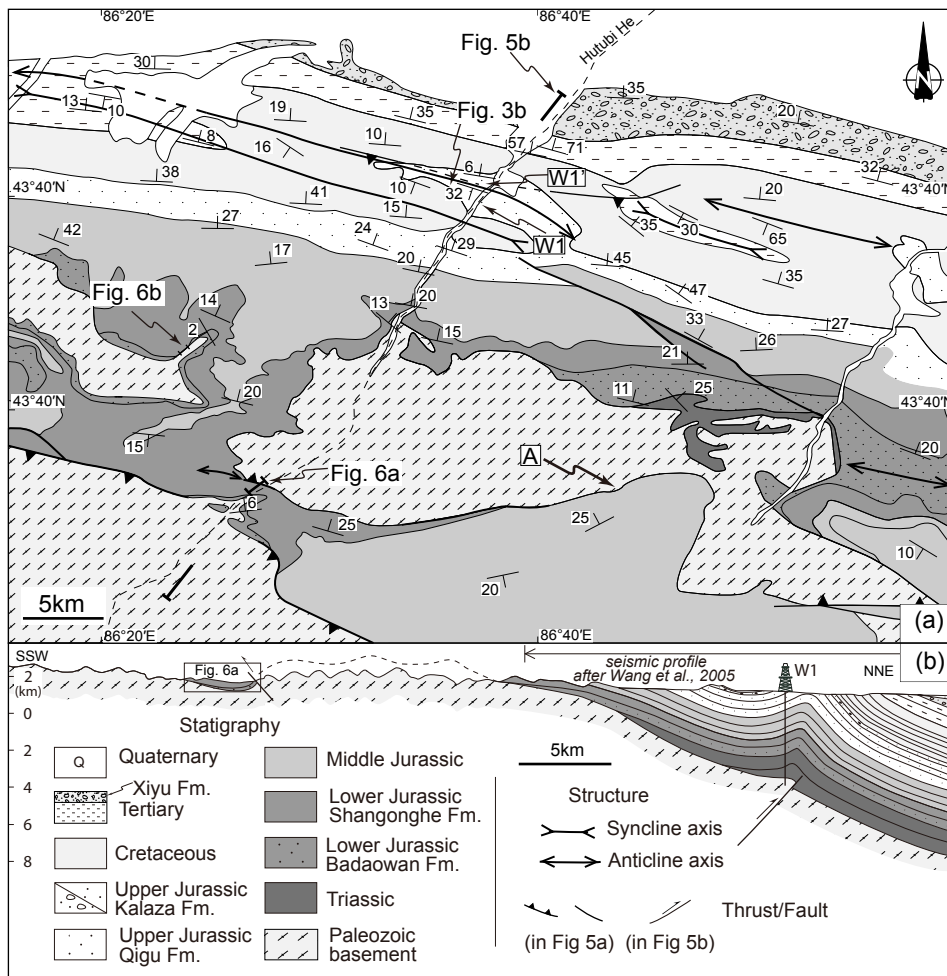 86°20'E
86°40'E
Hutubi He
Fig. 5b
30
35
20
13
10
19
35
Fig. 3b
10
57
71
8
16
6
32
43°40'N
38
10
32
W1'
20
43°40'N
41
15
35
30
65
27
24
29
W1
45
35
42
17
20
47
Fig. 6b
14
13
20
33
27
2
15
26
21
43°40'N
20
11
25
43°40'N
15
A
20
Fig. 6a
6
25
25
10
20
5km
(a)
86°20'E
86°40'E
(b)
SSW
Fig. 6a
seismic profile
after Wang et al., 2005
W1
NNE
2
(km)
0
2
4
6
8
Statigraphy
Q
Quaternary
Xiyu Fm.
Tertiary
Cretaceous
Upper Jurassic
Kalaza Fm.
Upper Jurassic
Qigu Fm.
Middle Jurassic
Lower Jurassic
Shangonghe Fm.
Lower Jurassic
Badaowan Fm.
Triassic
Paleozoic
basement
5km
Structure
Syncline axis
Anticline axis
Thrust/Fault
(in Fig 5a)
(in Fig 5b)